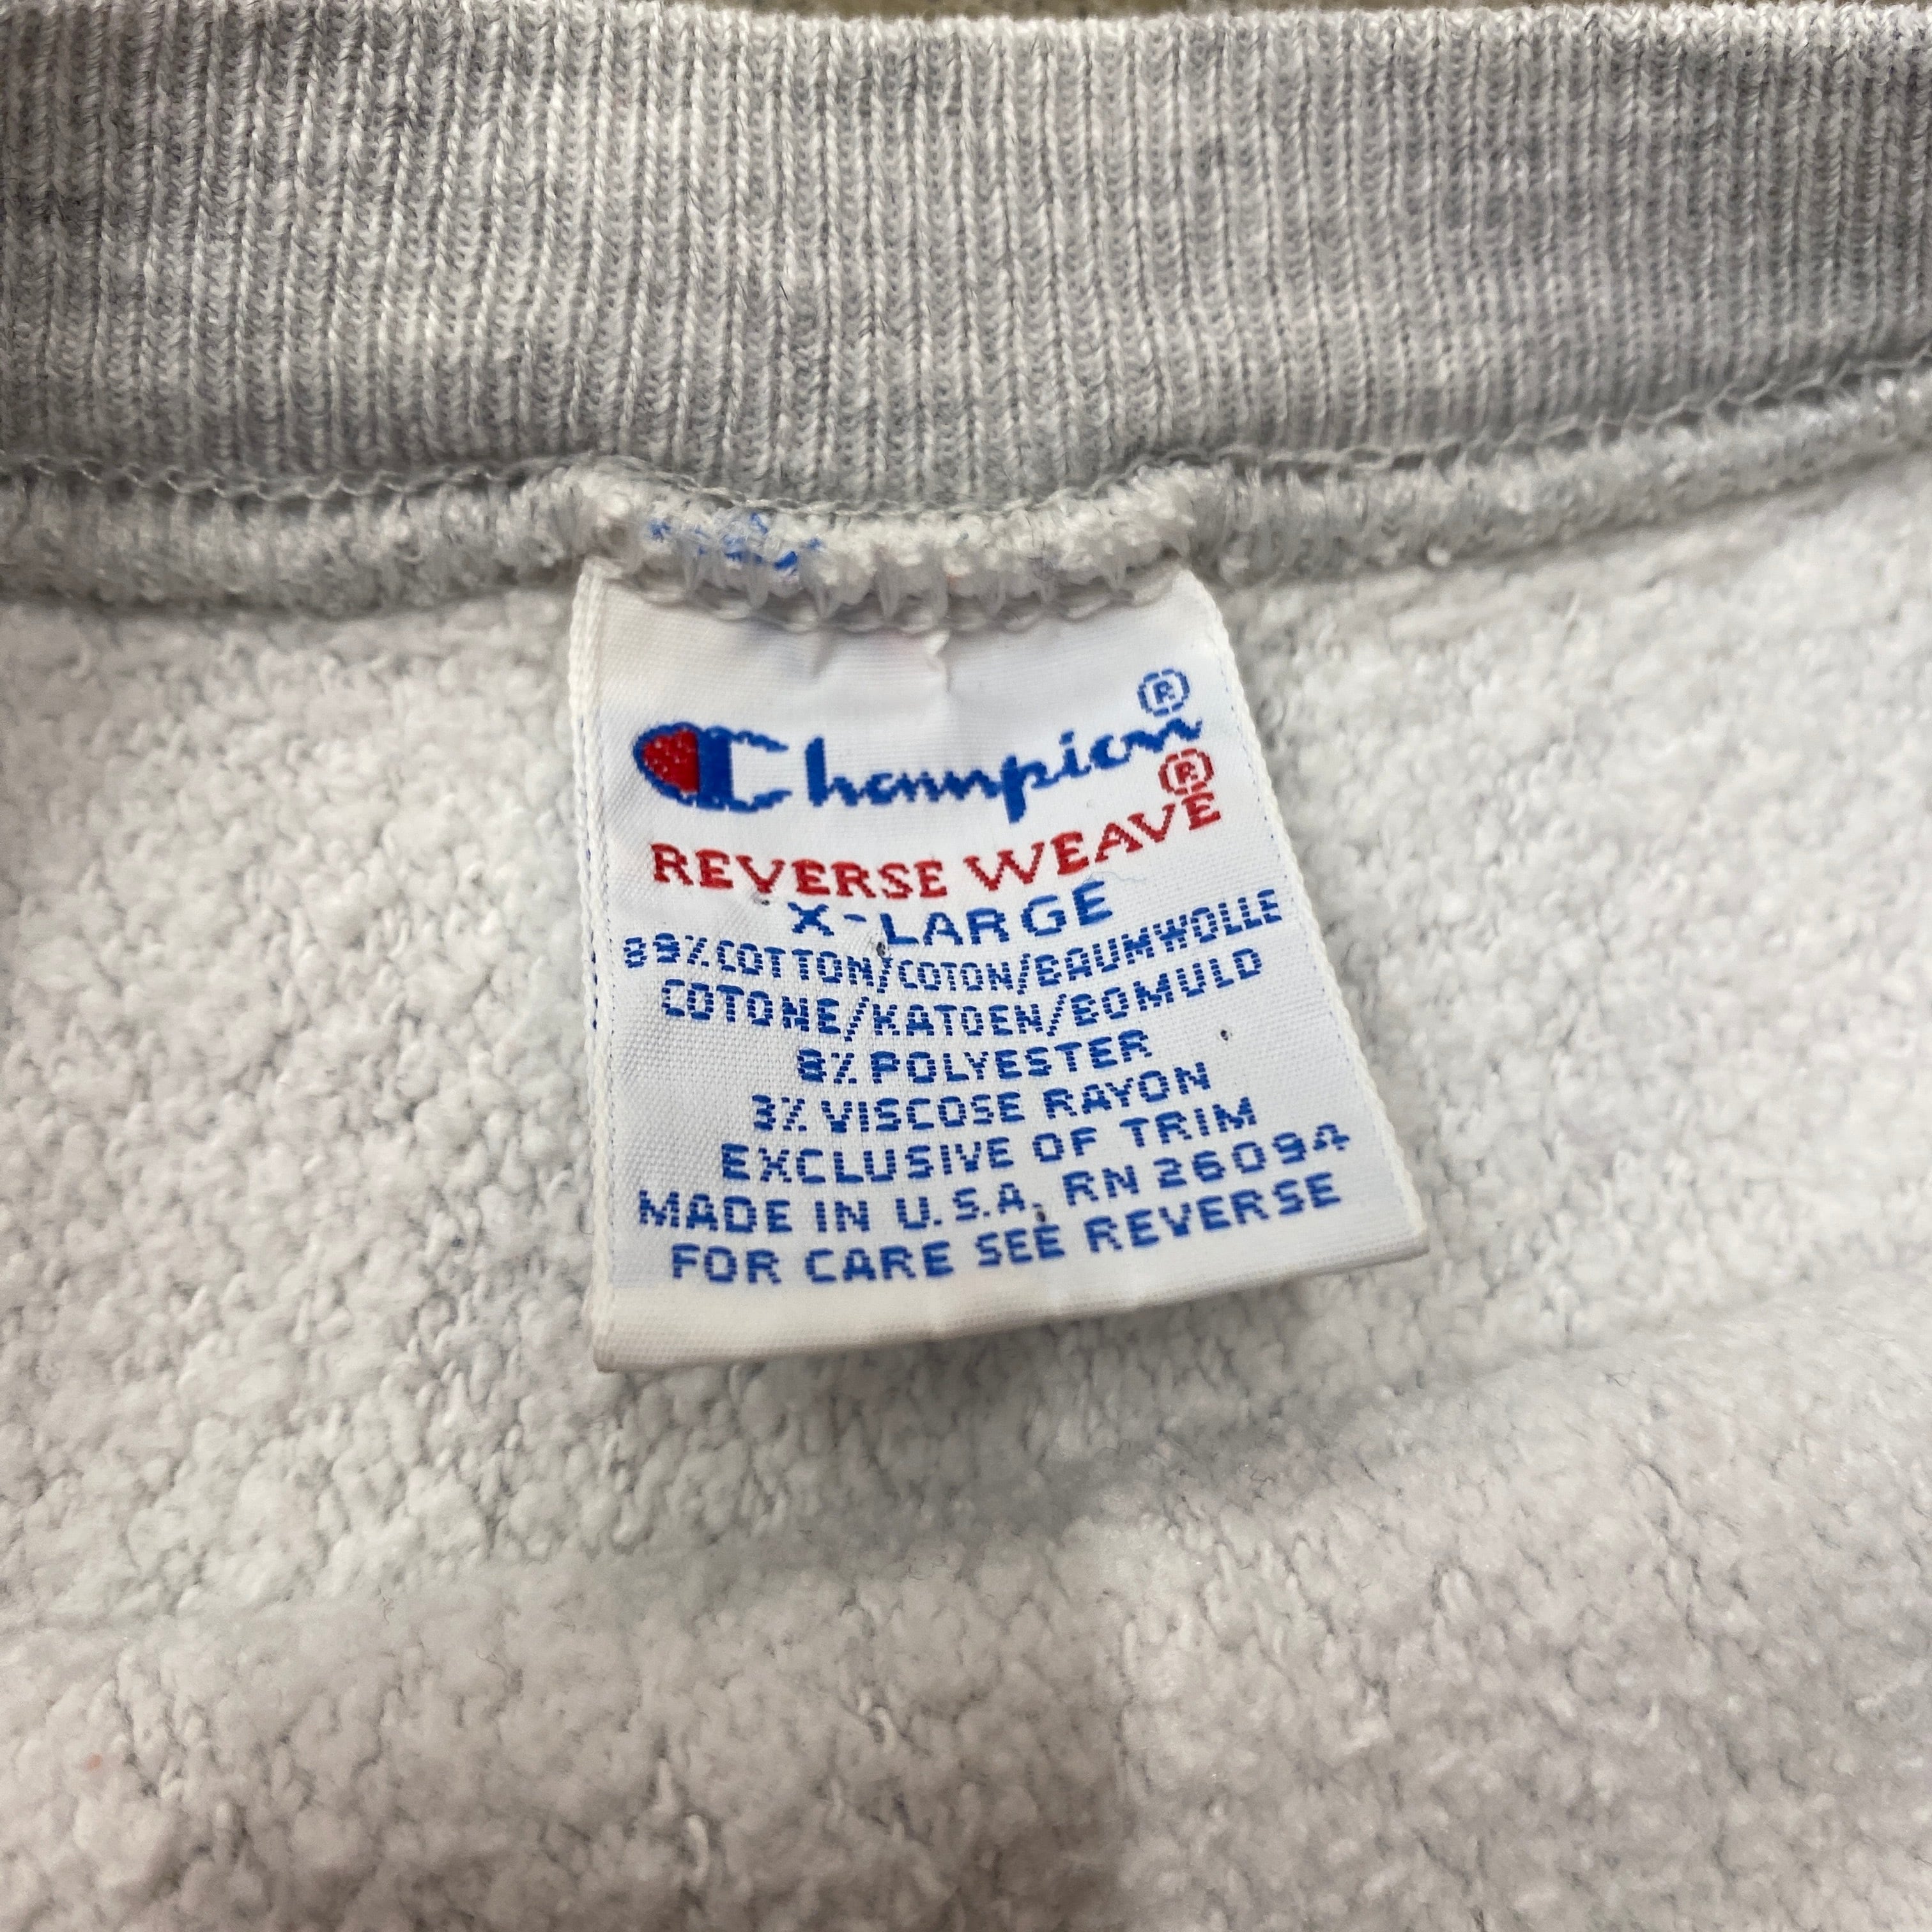 Champion®
REVERSE WEAVE®
X-LARGE
89% COTTON/COTON/BAUMWOLLE
COTONE/KATOEN/BOMULD
8% POLYESTER
3% VISCOSE RAYON
EXCLUSIVE OF TRIM
MADE IN U.S.A. RN 26094
FOR CARE SEE REVERSE